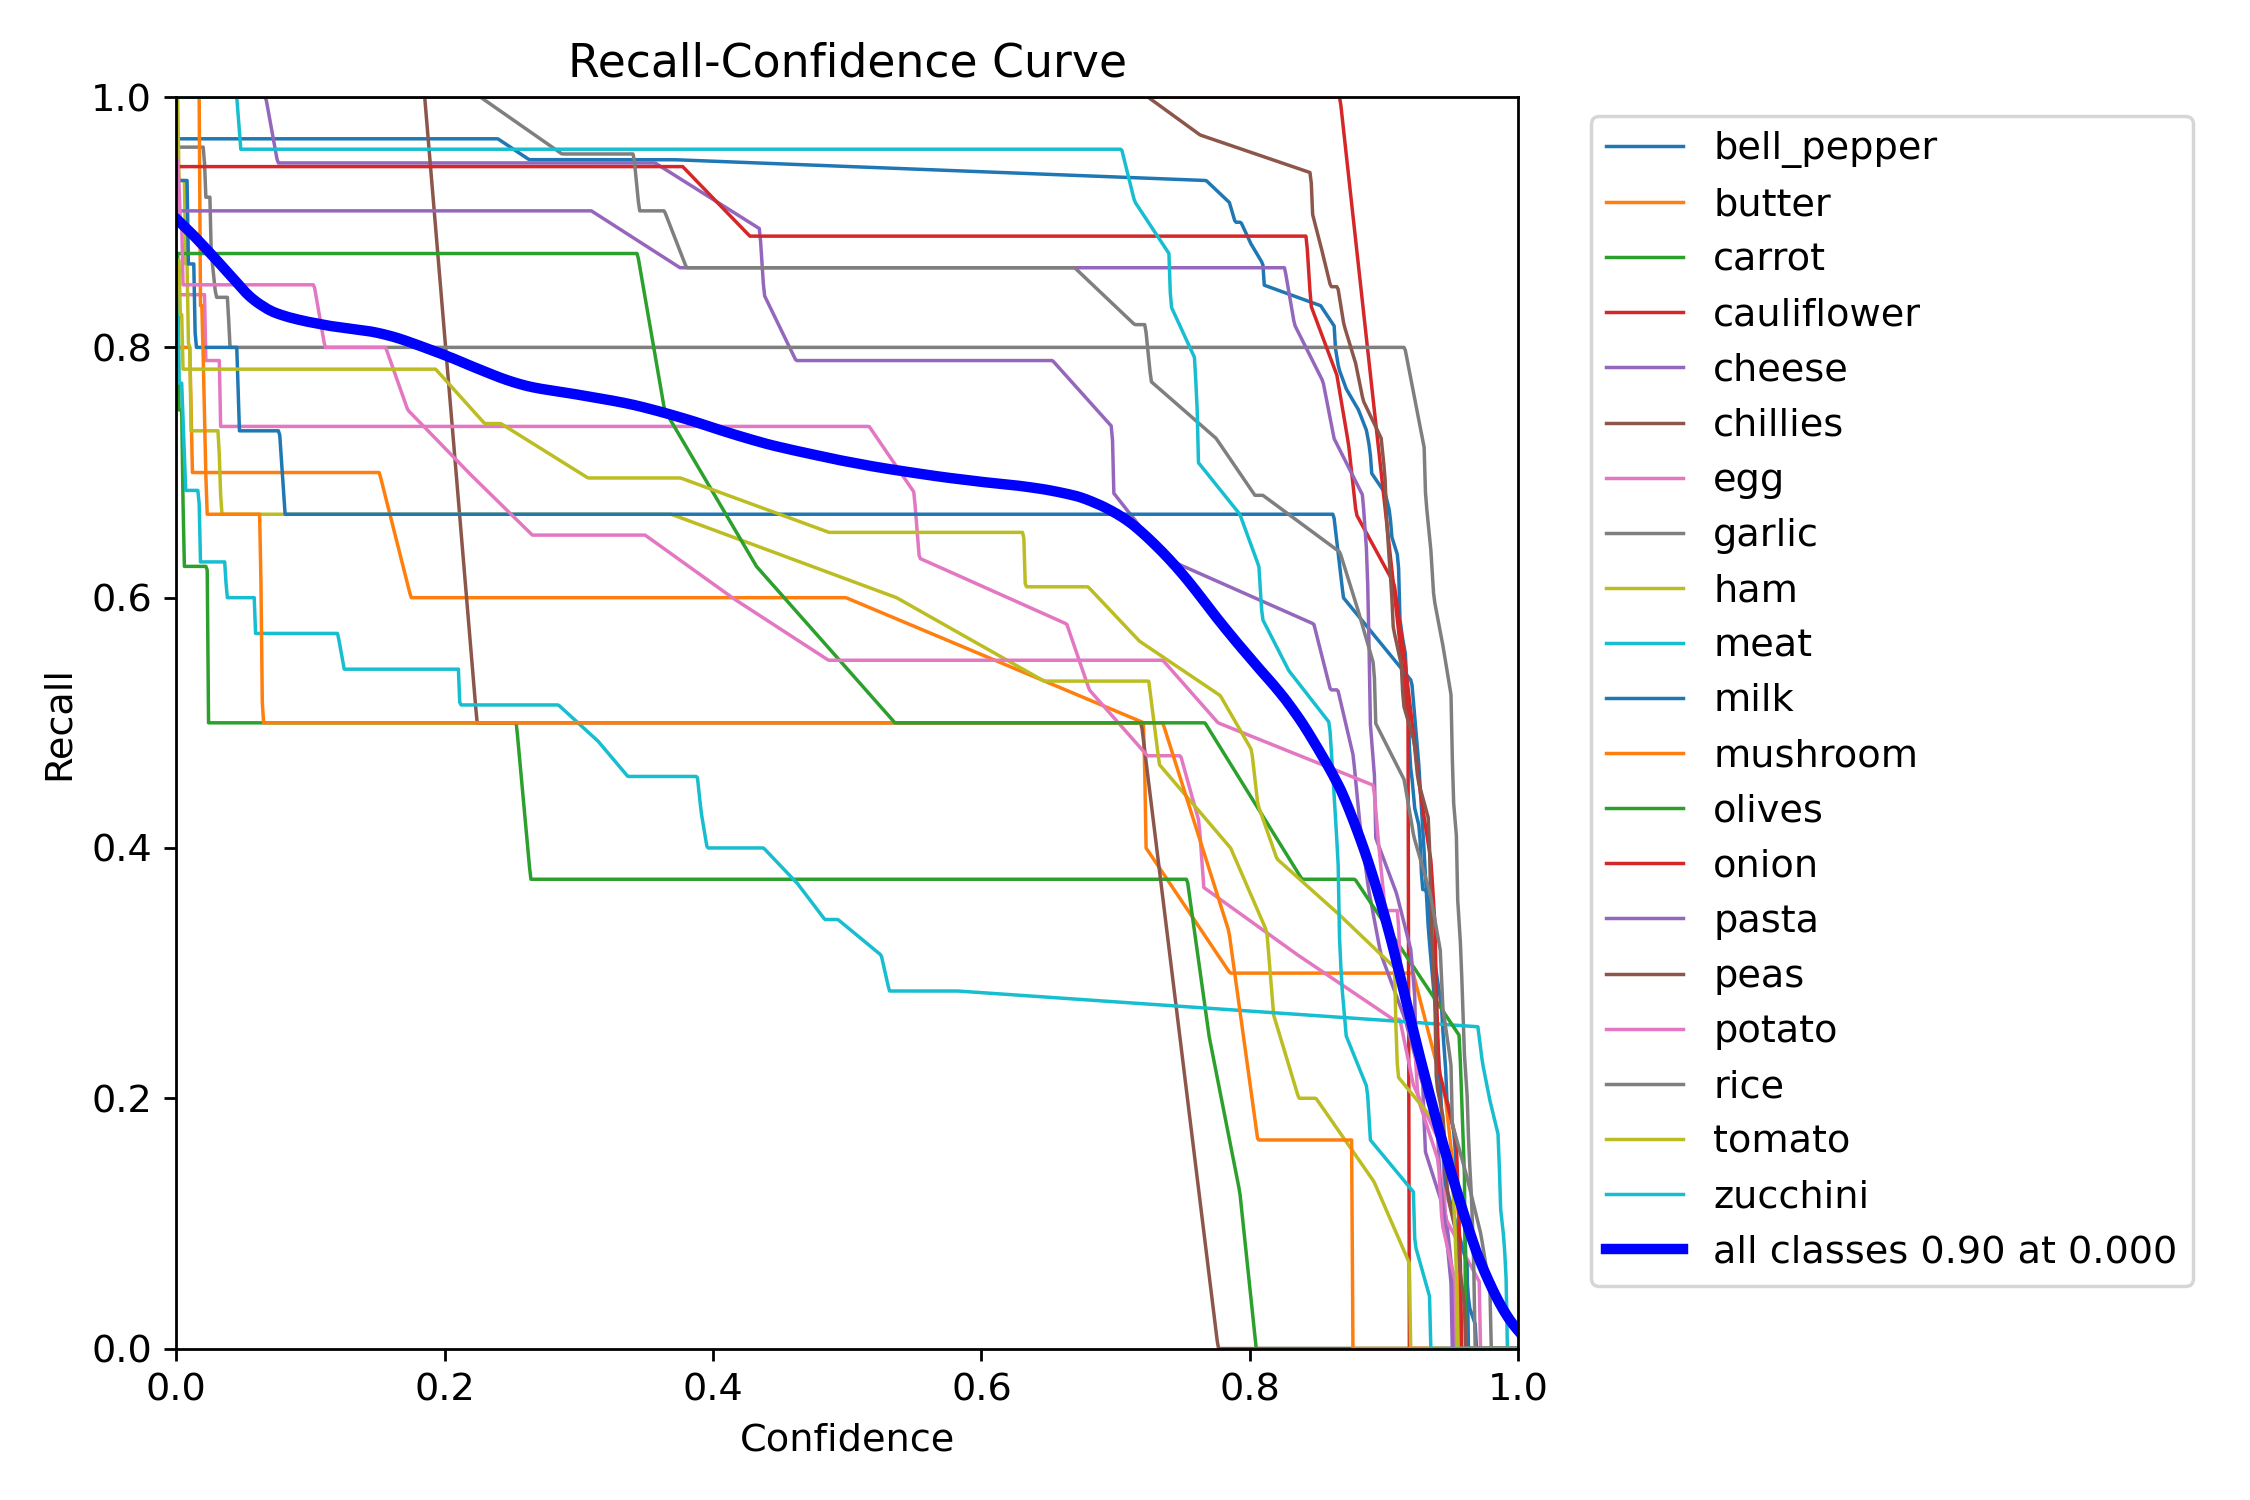 Recall-Confidence Curve
1.0
0.8
0.6
0.4
0.2
0.0
Recall
0.0 0.2 0.4 0.6 0.8 1.0
Confidence
bell_pepper
butter
carrot
cauliflower
cheese
chillies
egg
garlic
ham
meat
milk
mushroom
olives
onion
pasta
peas
potato
rice
tomato
zucchini
all classes 0.90 at 0.000